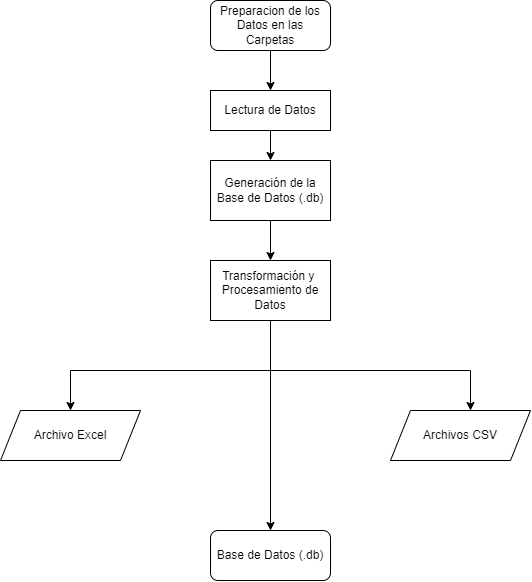 Preparacion de los
Datos en las
Carpetas
Lectura de Datos
Generación de la
Base de Datos (.db)
Transformación y
Procesamiento de
Datos
Archivo Excel
Archivos CSV
Base de Datos (.db)